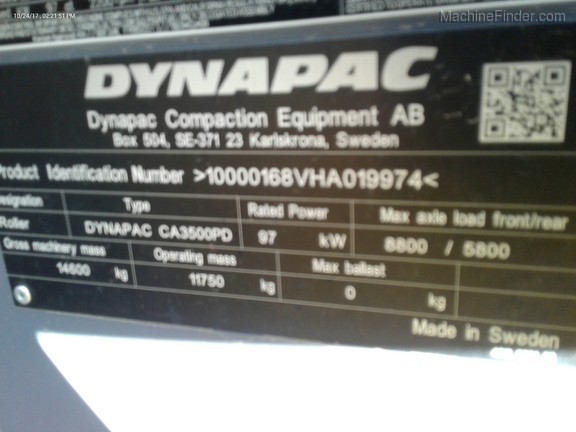 10/24/17, 02:21:51 PM
MachineFinder.com
DYNAPAC
Dynapac Compaction Equipment AB
Box 504, SE-371 23 Karlskrona, Sweden
Product Identification Number >10000168VHA019974<
Designation Type Rated Power Max axle load front/rear
Roller DYNAPAC CA3500PD 97 kW 8800 / 5800
Gross machinery mass Operating mass Max ballast
14600 kg 11750 kg 0 kg
Made in Sweden